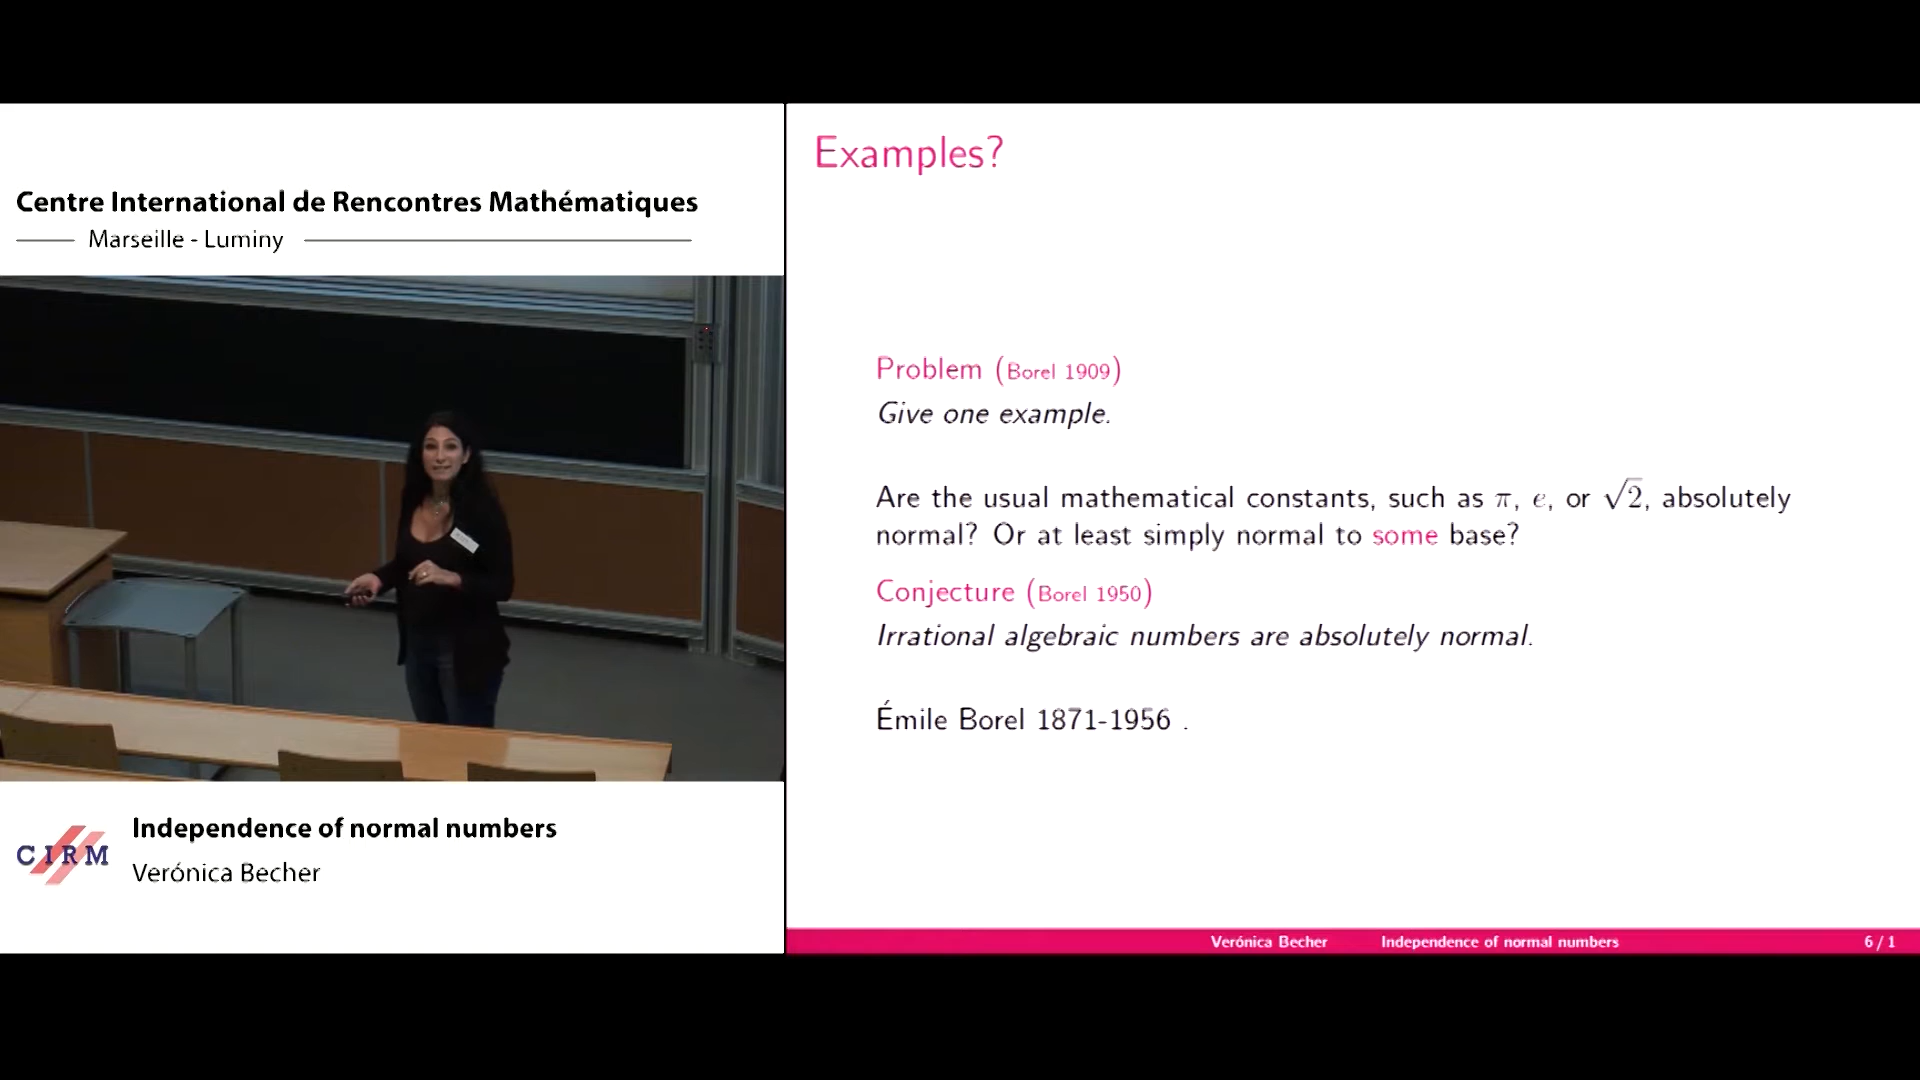 Centre International de Rencontres Mathématiques
Marseille - Luminy
CIRM
Independence of normal numbers
Verónica Becher
Examples?
Problem (Borel 1909)
Give one example.
Are the usual mathematical constants, such as π, e, or √2, absolutely
normal? Or at least simply normal to some base?
Conjecture (Borel 1950)
Irrational algebraic numbers are absolutely normal.
Émile Borel 1871-1956 .
Verónica Becher Independence of normal numbers 6 / 1